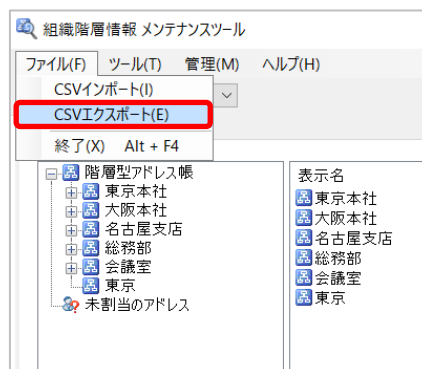 組織階層情報 メンテナンスツール
ファイル(F) ツール(T) 管理(M) ヘルプ(H)
CSVインポート(I)
CSVエクスポート(E)
終了(X) Alt + F4
階層型アドレス帳
東京本社
大阪本社
名古屋支店
総務部
会議室
東京
未割当のアドレス
表示名
東京本社
大阪本社
名古屋支店
総務部
会議室
東京